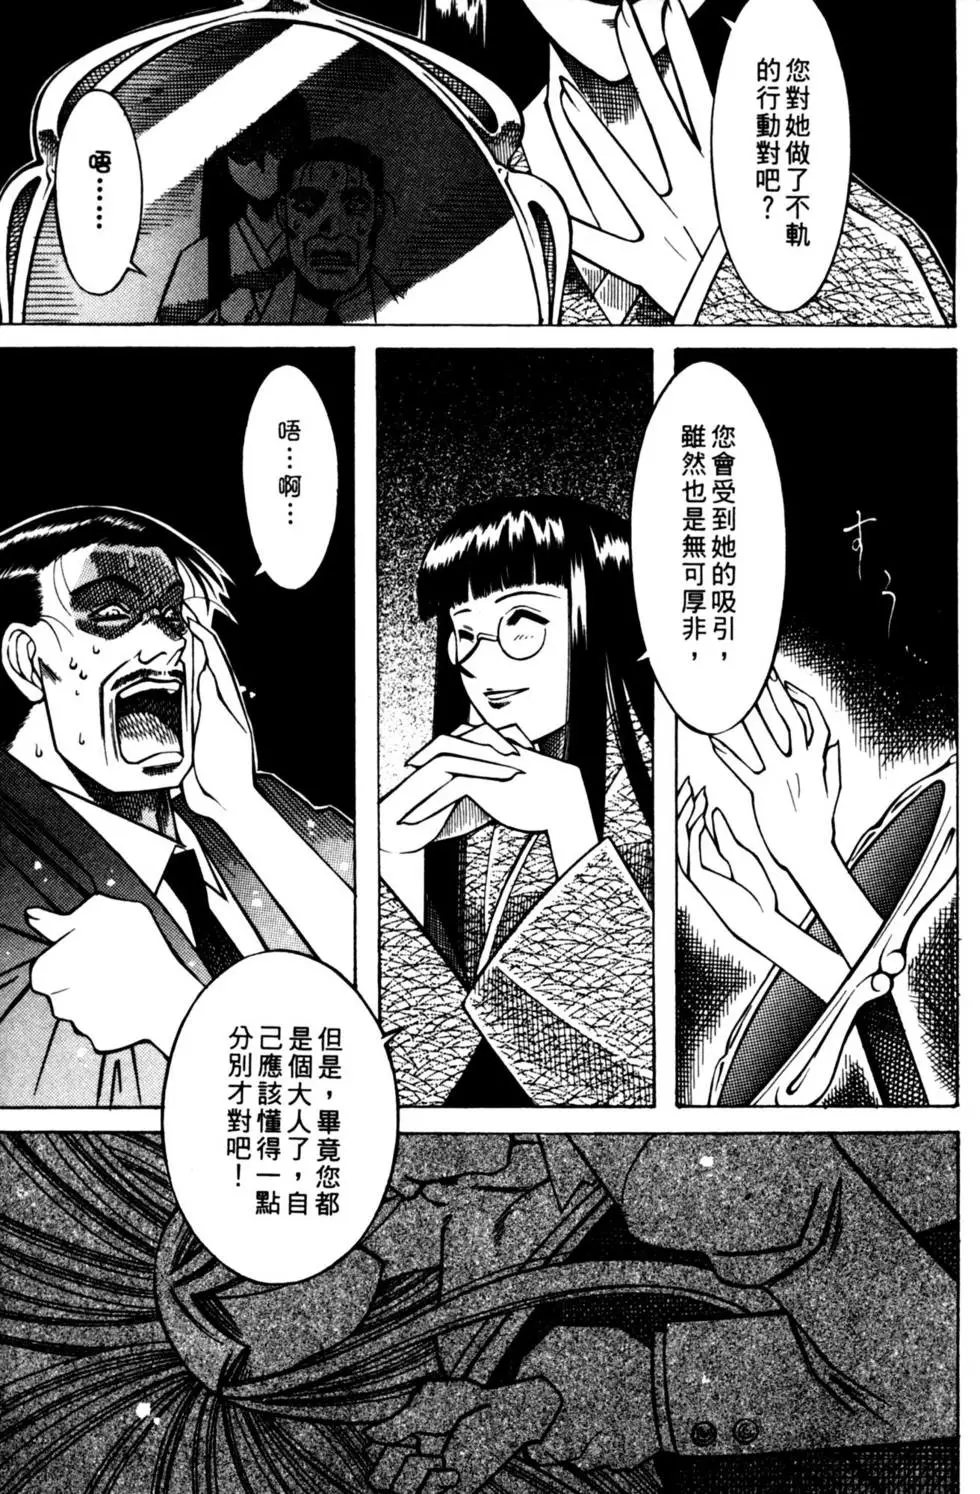 您對她做了不軌
的行動對吧？
唔……
您會受到她的吸引，
雖然也是無可厚非，
すぅ
唔…啊…
但是，畢竟您都
是個大人了，自
己應該懂得一點
分別才對吧！